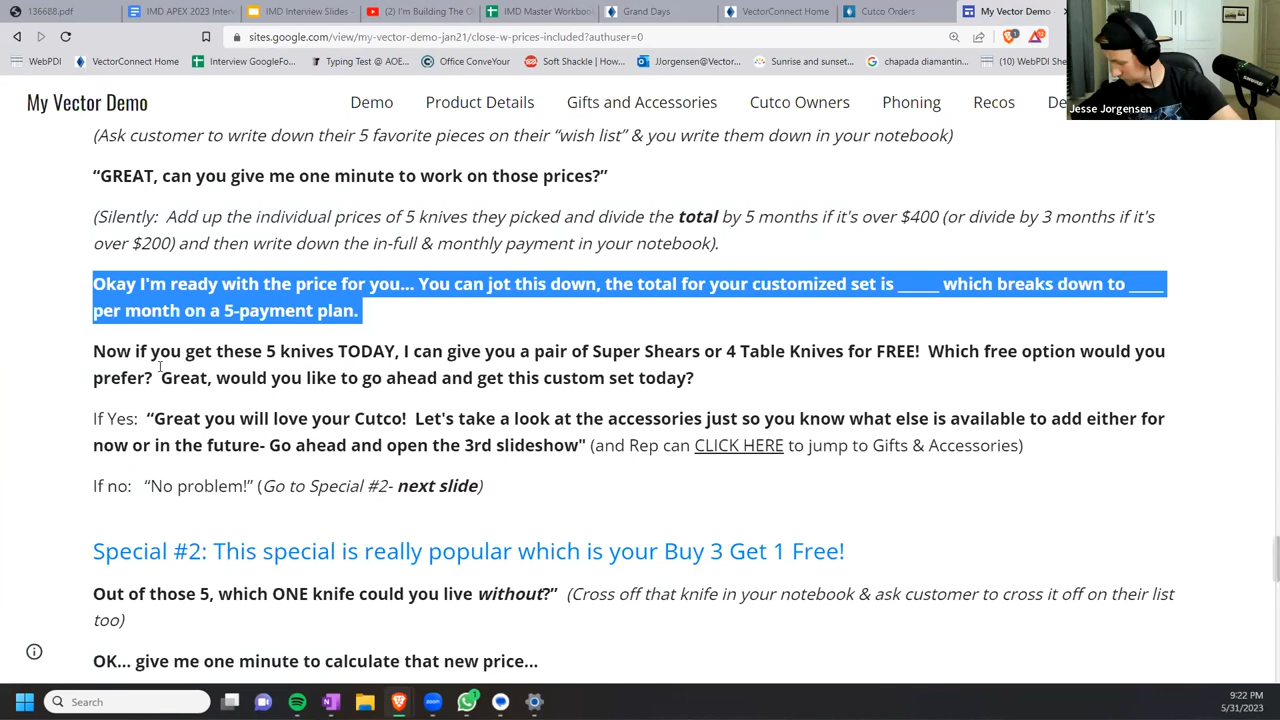 136688.pdf
IMD APEX 2023 Interv
IMD Interview Slides -
(2) I'm Building The O
IMD Master Workboo
Grand Days
VectorConnect Home
Cutco Orders
My Vector Demo -
sites.google.com/view/my-vector-demo-jan21/close-w-prices-included?authuser=0
WebPDI
VectorConnect Home
Interview GoogleFo...
Typing Test @ AOE...
Office ComeYour
Soft Shackle | How...
JJorgensen@Vector...
Sunrise and sunset...
chapada diamantin...
(10) WebPDI She
Jesse Jorgensen
My Vector Demo
Demo
Product Details
Gifts and Accessories
Cutco Owners
Phoning
Recos
De
(Ask customer to write down their 5 favorite pieces on their “wish list” & you write them down in your notebook)
“GREAT, can you give me one minute to work on those prices?”
(Silently: Add up the individual prices of 5 knives they picked and divide the total by 5 months if it's over $400 (or divide by 3 months if it's
over $200) and then write down the in-full & monthly payment in your notebook).
Okay I'm ready with the price for you... You can jot this down, the total for your customized set is _____ which breaks down to ____
per month on a 5-payment plan.
Now if you get these 5 knives TODAY, I can give you a pair of Super Shears or 4 Table Knives for FREE! Which free option would you
prefer? Great, would you like to go ahead and get this custom set today?
If Yes: “Great you will love your Cutco! Let's take a look at the accessories just so you know what else is available to add either for
now or in the future- Go ahead and open the 3rd slideshow" (and Rep can CLICK HERE to jump to Gifts & Accessories)
If no: “No problem!” (Go to Special #2- next slide)
Special #2: This special is really popular which is your Buy 3 Get 1 Free!
Out of those 5, which ONE knife could you live without?” (Cross off that knife in your notebook & ask customer to cross it off on their list
too)
OK... give me one minute to calculate that new price...
Search
9:22 PM
5/31/2023